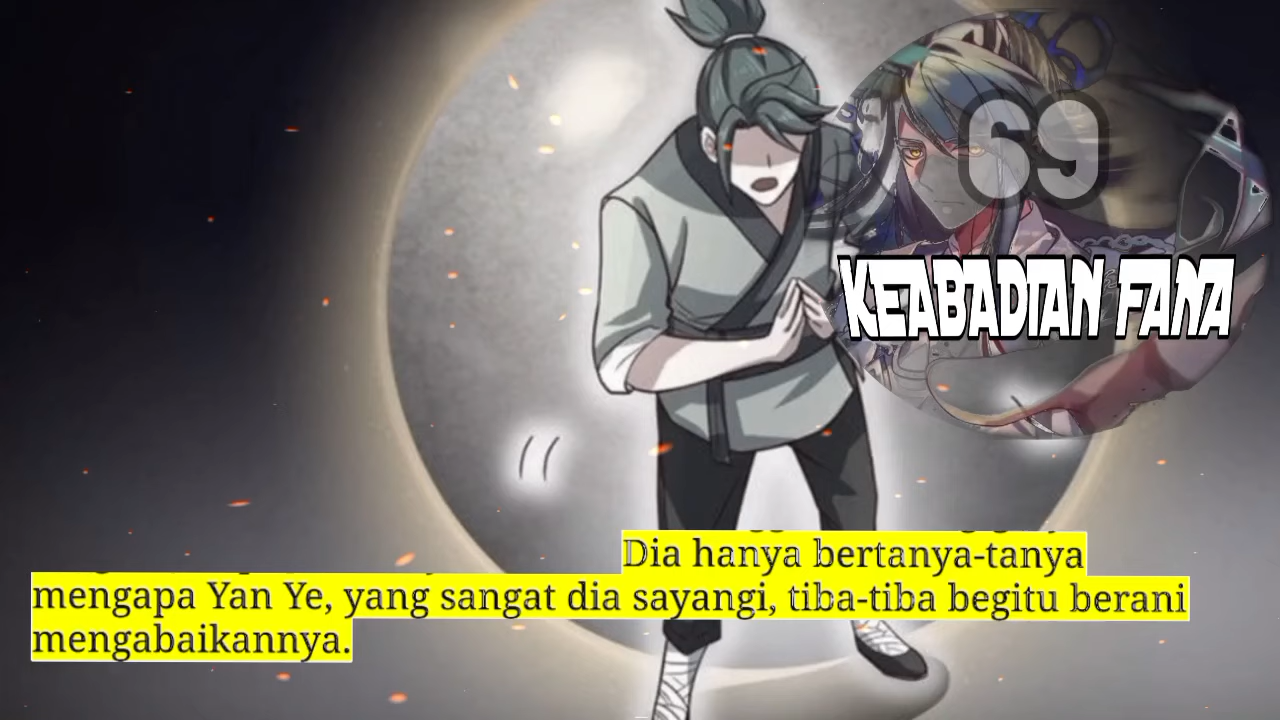 69
KEABADIAN FANA
Dia hanya bertanya-tanya
mengapa Yan Ye, yang sangat dia sayangi, tiba-tiba begitu berani
mengabaikannya.